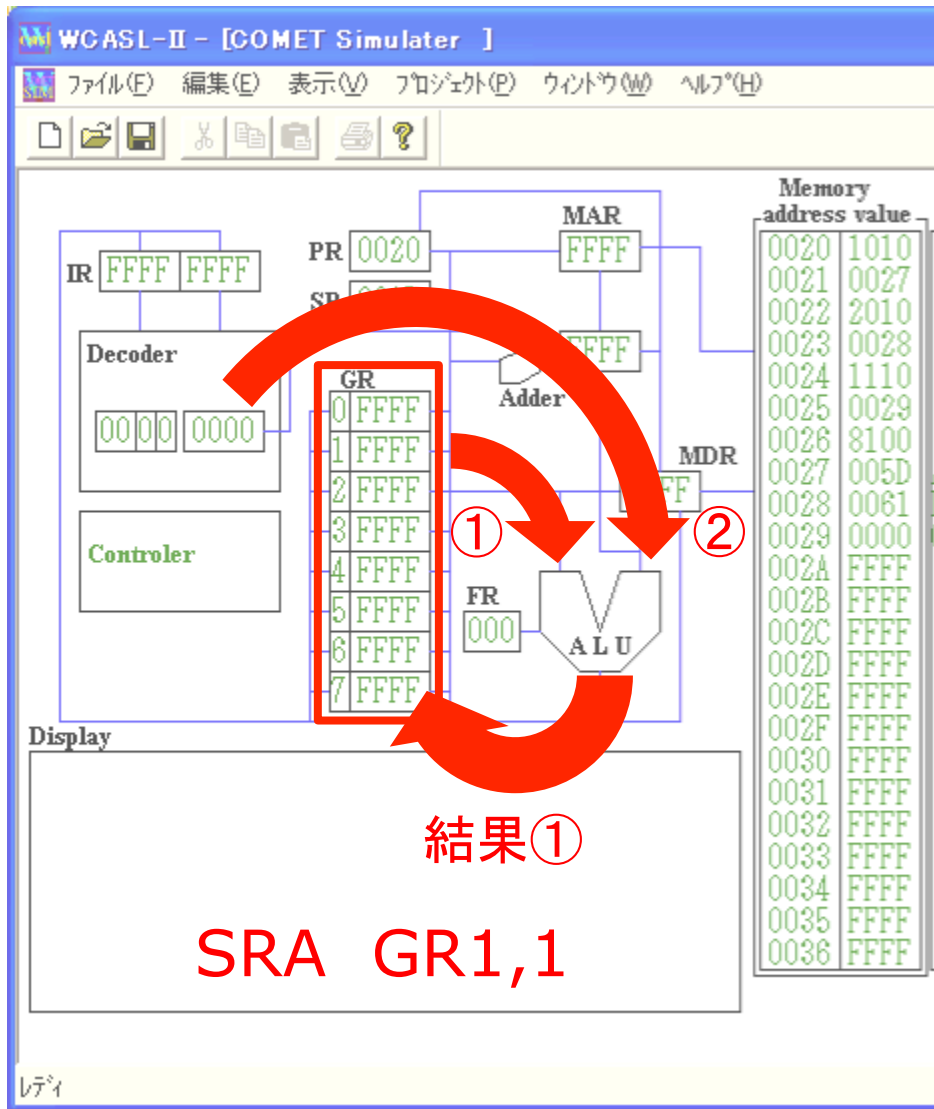 WCASL-II - [COMET Simulater ]
ファイル(F) 編集(E) 表示(V) プロジェクト(P) ウィンドウ(W) ヘルプ(H)
Memory
address value
MAR
FFFF
PR 0020
IR FFFF FFFF
SP
FFFF
Adder
Decoder
00 0 0 0000
GR
0 FFFF
1 FFFF
2 FFFF
3 FFFF
4 FFFF
5 FFFF
6 FFFF
7 FFFF
MDR
①
②
Controler
FR
000
ALU
0020 1010
0021 0027
0022 2010
0023 0028
0024 1110
0025 0029
0026 8100
0027 005D
0028 0061
0029 0000
002A FFFF
002B FFFF
002C FFFF
002D FFFF
002E FFFF
002F FFFF
0030 FFFF
0031 FFFF
0032 FFFF
0033 FFFF
0034 FFFF
0035 FFFF
0036 FFFF
Display
結果①
SRA GR1,1
レディ